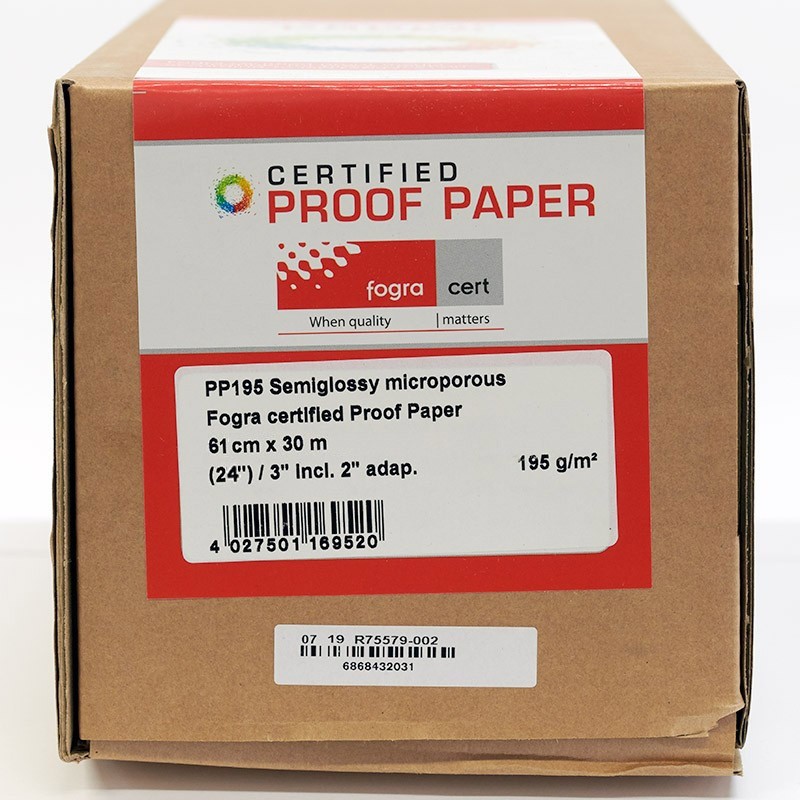 CERTIFIED
PROOF PAPER
fogra cert
When quality | matters
PP195 Semiglossy microporous
Fogra certified Proof Paper
61 cm x 30 m
(24") / 3" incl. 2" adap. 195 g/m²
4 027501 169520
07 19 R75579-002
6868432031